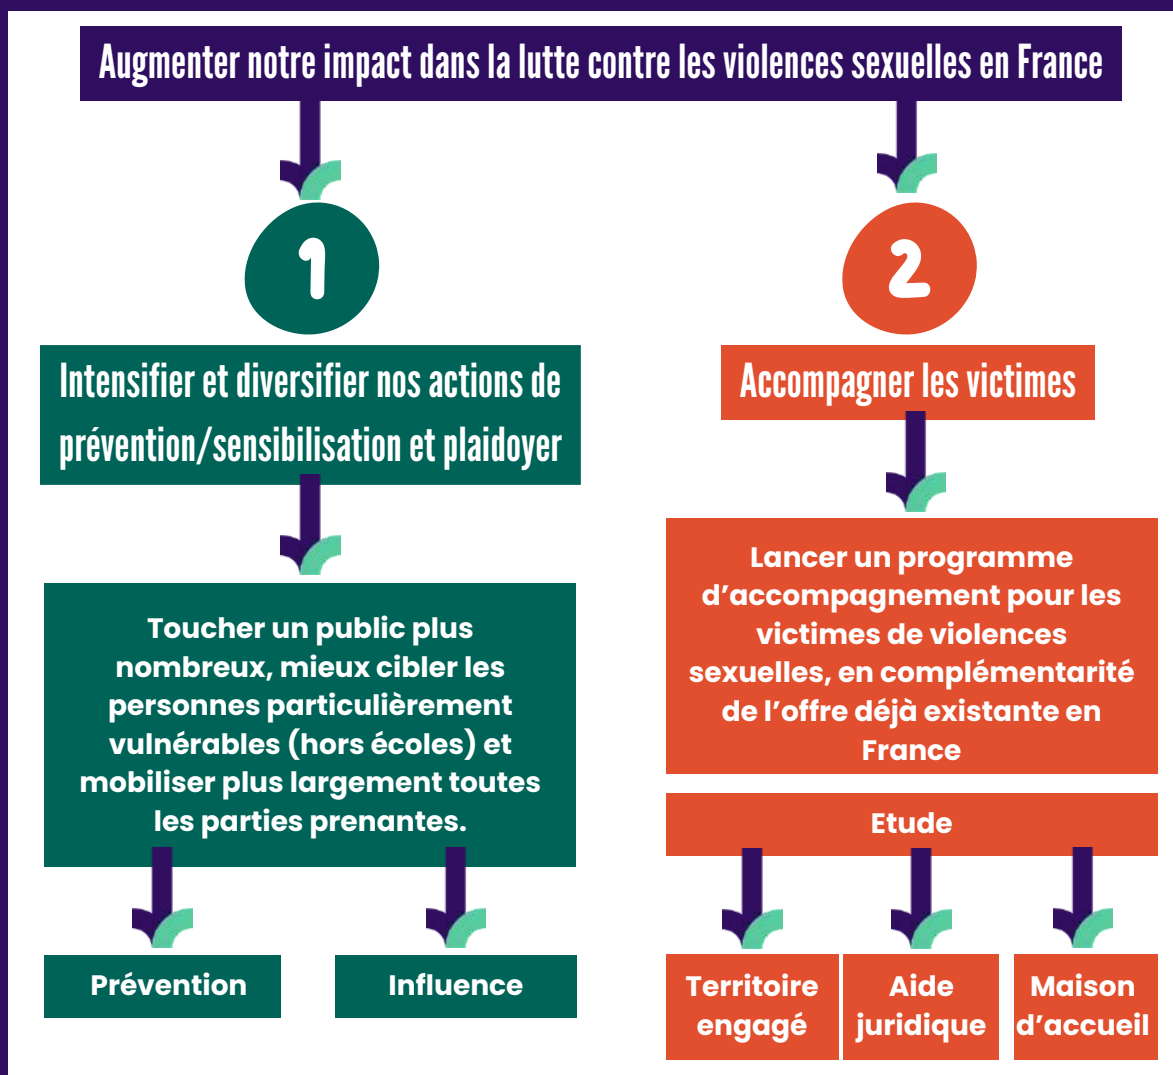 Augmenter notre impact dans la lutte contre les violences sexuelles en France
1
Intensifier et diversifier nos actions de
prévention/sensibilisation et plaidoyer
Toucher un public plus
nombreux, mieux cibler les
personnes particulièrement
vulnérables (hors écoles) et
mobiliser plus largement toutes
les parties prenantes.
Prévention
Influence
2
Accompagner les victimes
Lancer un programme
d’accompagnement pour les
victimes de violences
sexuelles, en complémentarité
de l’offre déjà existante en
France
Etude
Territoire
engagé
Aide
juridique
Maison
d’accueil